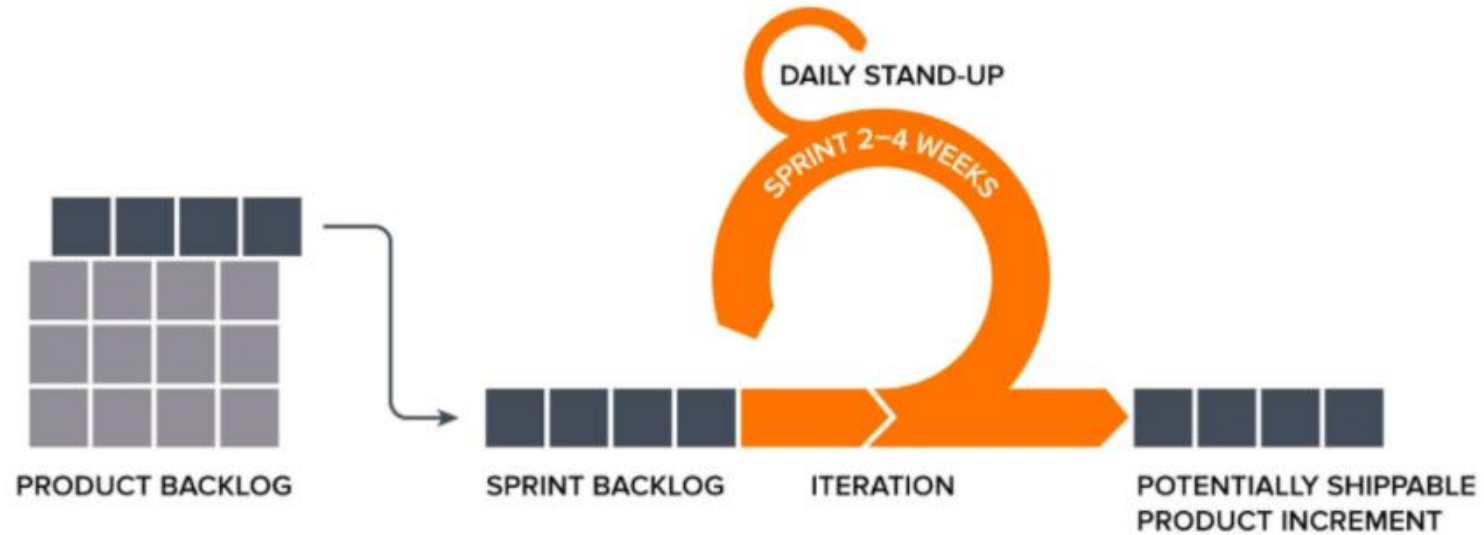 DAILY STAND-UP
SPRINT 2–4 WEEKS
PRODUCT BACKLOG
SPRINT BACKLOG
ITERATION
POTENTIALLY SHIPPABLE
PRODUCT INCREMENT